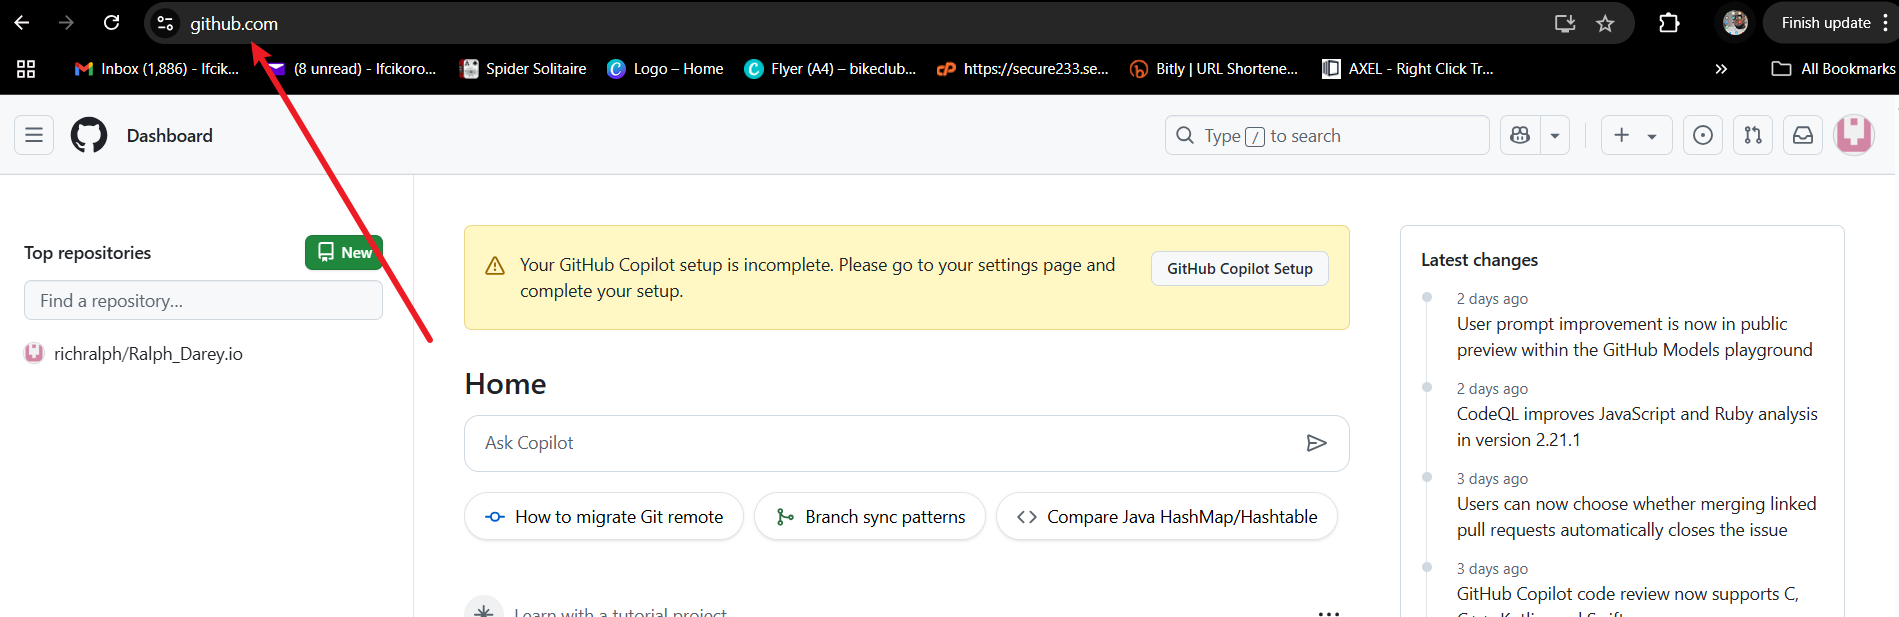 github.com
Finish update
Inbox (1,886) - lfcik...
(8 unread) - lfcikoro...
Spider Solitaire
Logo – Home
Flyer (A4) – bikeclub...
https://secure233.se...
Bitly | URL Shortene...
AXEL - Right Click Tr...
»
All Bookmarks
Dashboard
Type / to search
Top repositories
New
Find a repository...
richralph/Ralph_Darey.io
Your GitHub Copilot setup is incomplete. Please go to your settings page and
complete your setup.
GitHub Copilot Setup
Home
Ask Copilot
How to migrate Git remote
Branch sync patterns
Compare Java HashMap/Hashtable
Learn with a tutorial project
Latest changes
2 days ago
User prompt improvement is now in public
preview within the GitHub Models playground
2 days ago
CodeQL improves JavaScript and Ruby analysis
in version 2.21.1
3 days ago
Users can now choose whether merging linked
pull requests automatically closes the issue
3 days ago
GitHub Copilot code review now supports C,